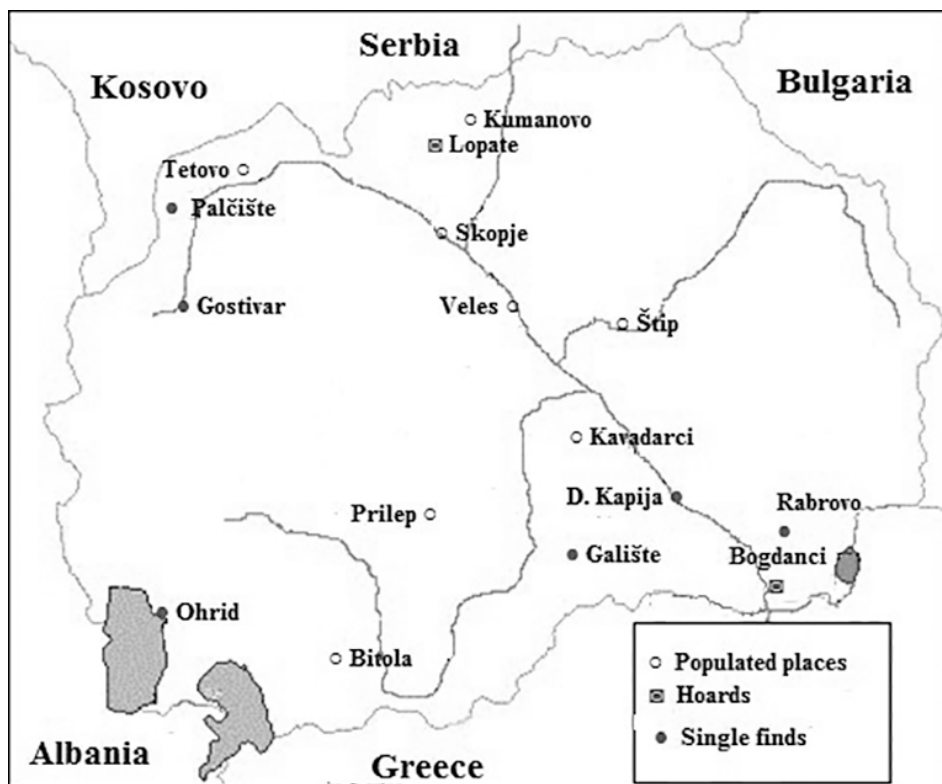 Serbia
Kosovo
Bulgaria
Kumanovo
Lopate
Tetovo
Palčište
Skopje
Gostivar
Veles
Štip
Kavadarci
D. Kapija
Rabrovo
Prilep
Galište
Bogdanci
Ohrid
Bitola
Populated places
Hoards
Single finds
Albania
Greece